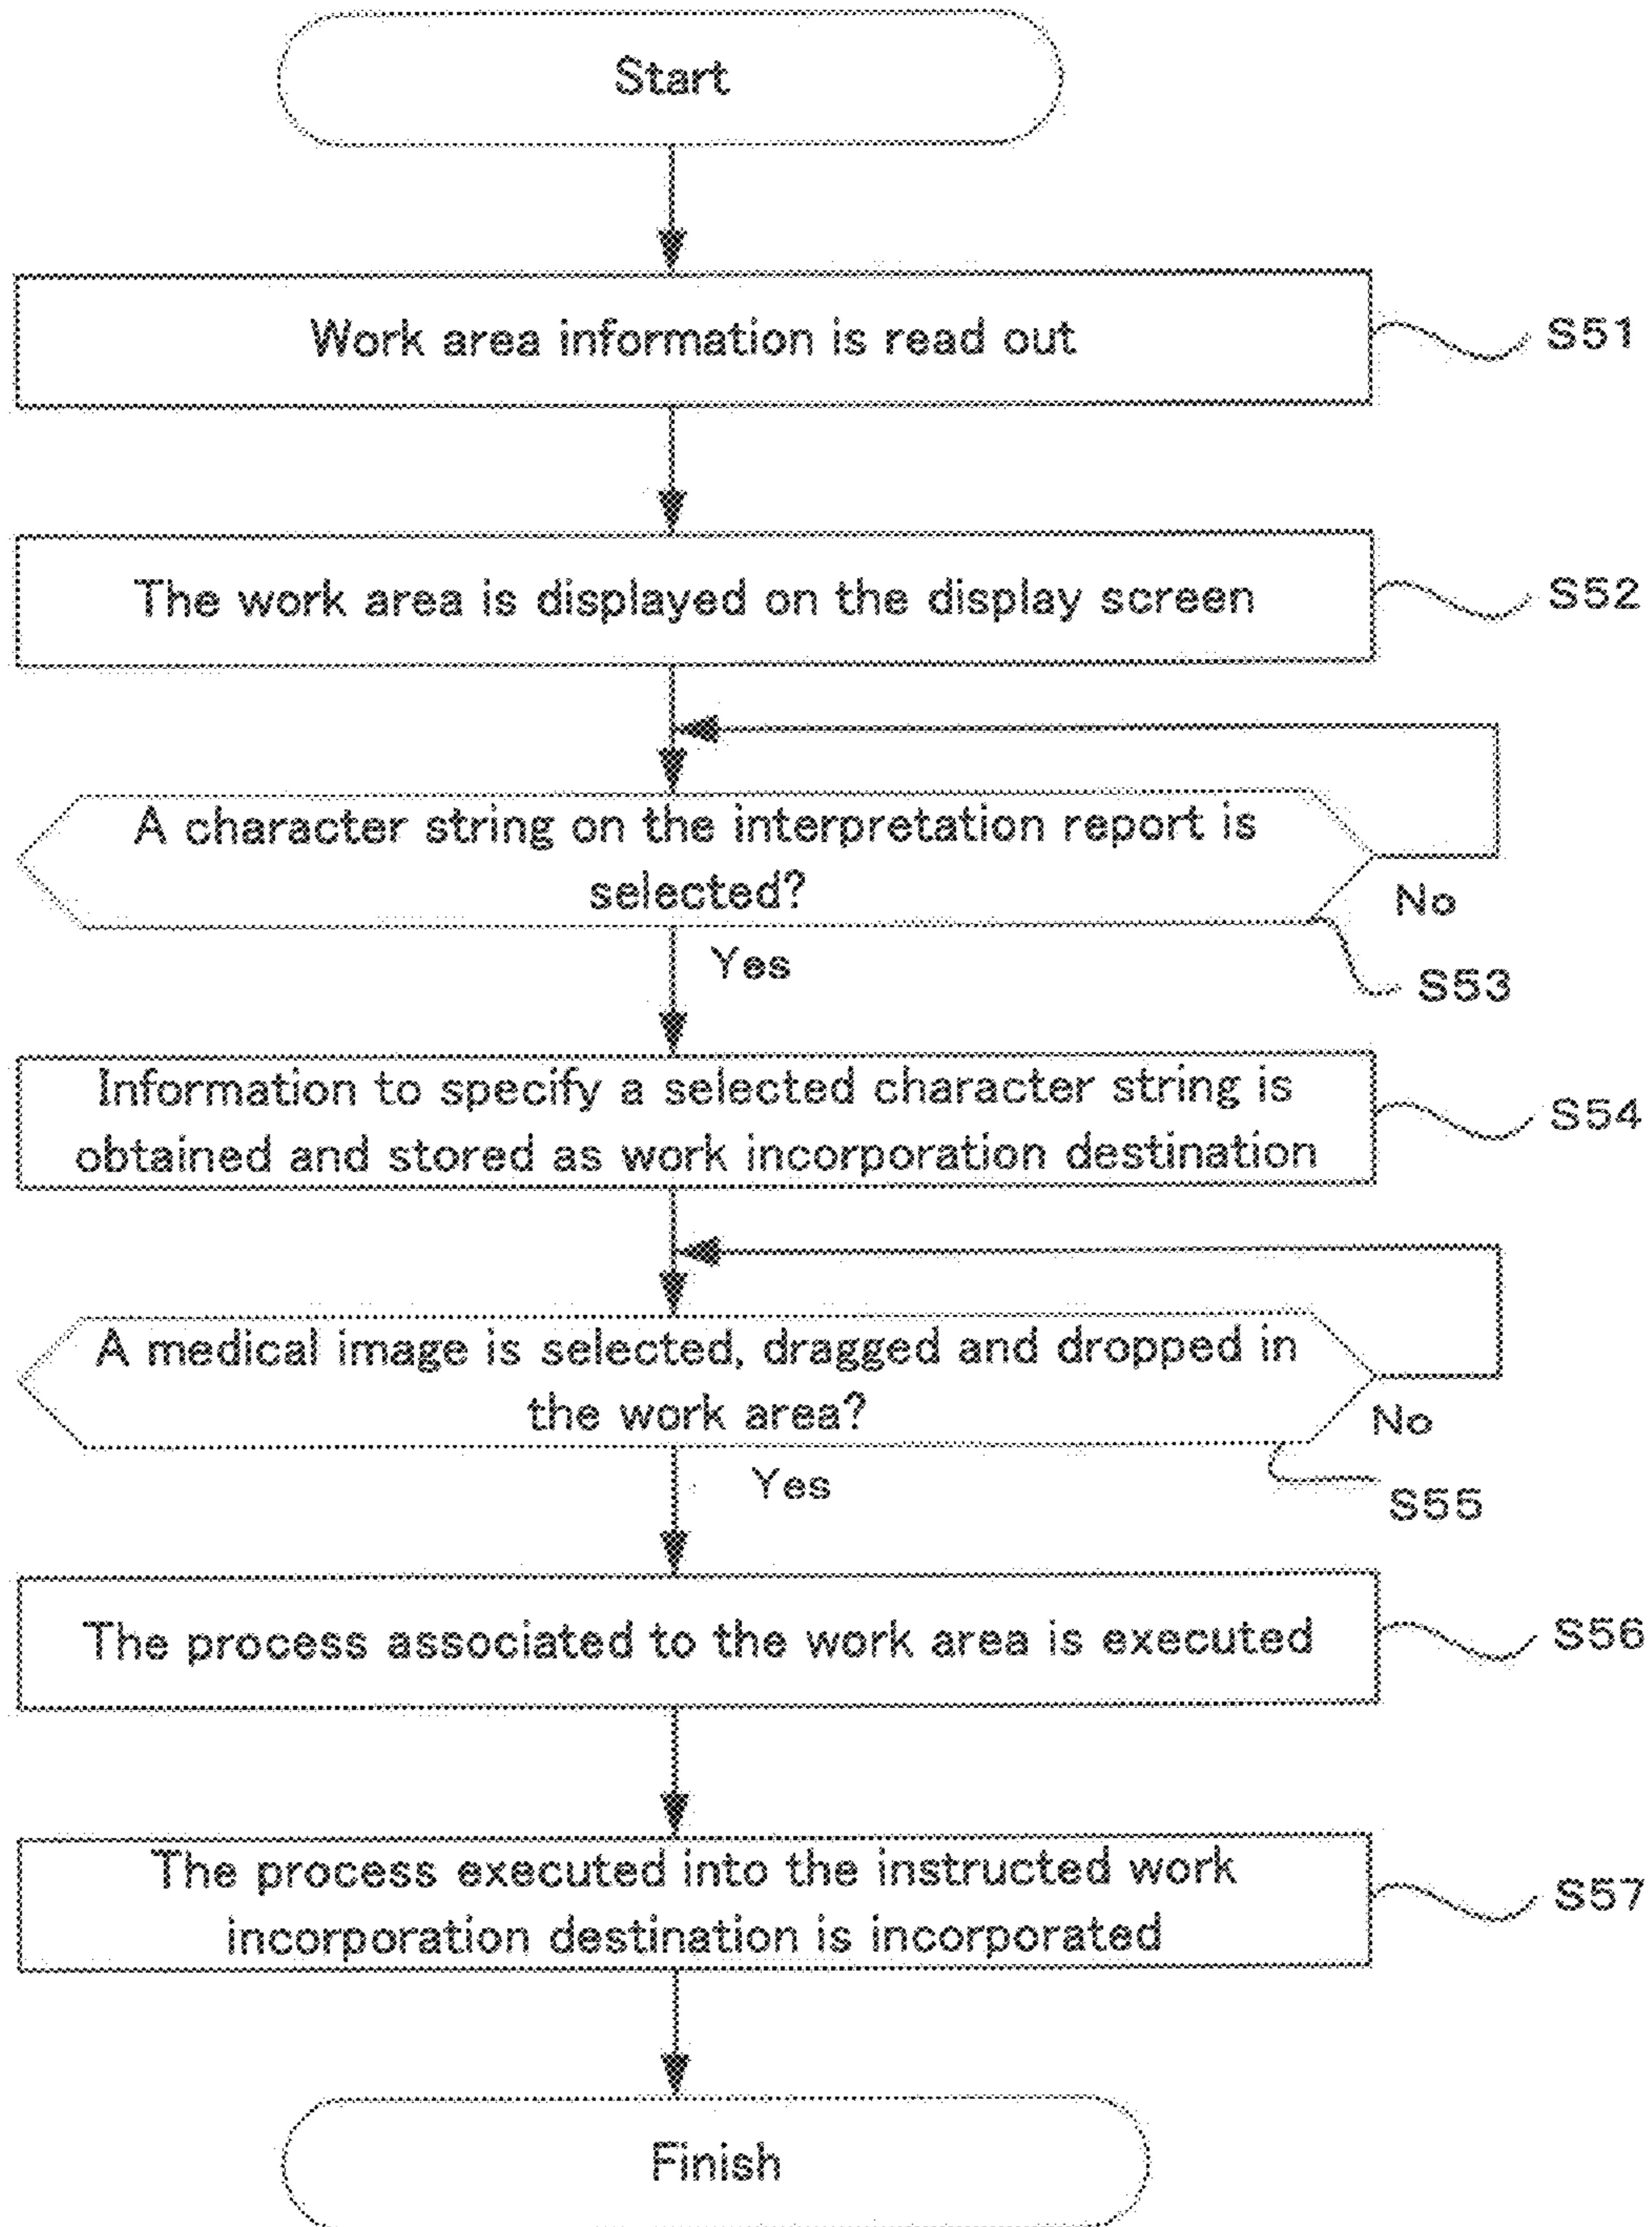 Start
Work area information is read out
S51
The work area is displayed on the display screen
S52
A character string on the interpretation report is
selected?
No
Yes
S53
Information to specify a selected character string is
obtained and stored as work incorporation destination
S54
A medical image is selected, dragged and dropped in
the work area?
No
Yes
S55
The process associated to the work area is executed
S56
The process executed into the instructed work
incorporation destination is incorporated
S57
Finish